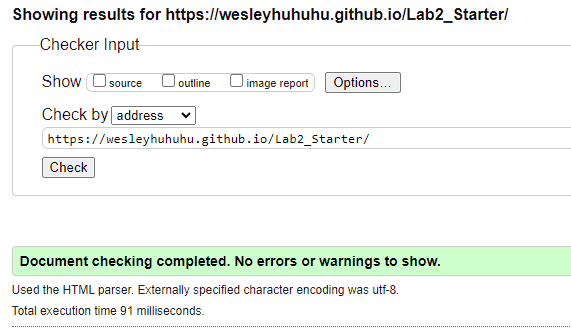 Showing results for https://wesleyhuhuhu.github.io/Lab2_Starter/
Checker Input
Show source outline image report Options...
Check by address
https://wesleyhuhuhu.github.io/Lab2_Starter/
Check
Document checking completed. No errors or warnings to show.
Used the HTML parser. Externally specified character encoding was utf-8.
Total execution time 91 milliseconds.